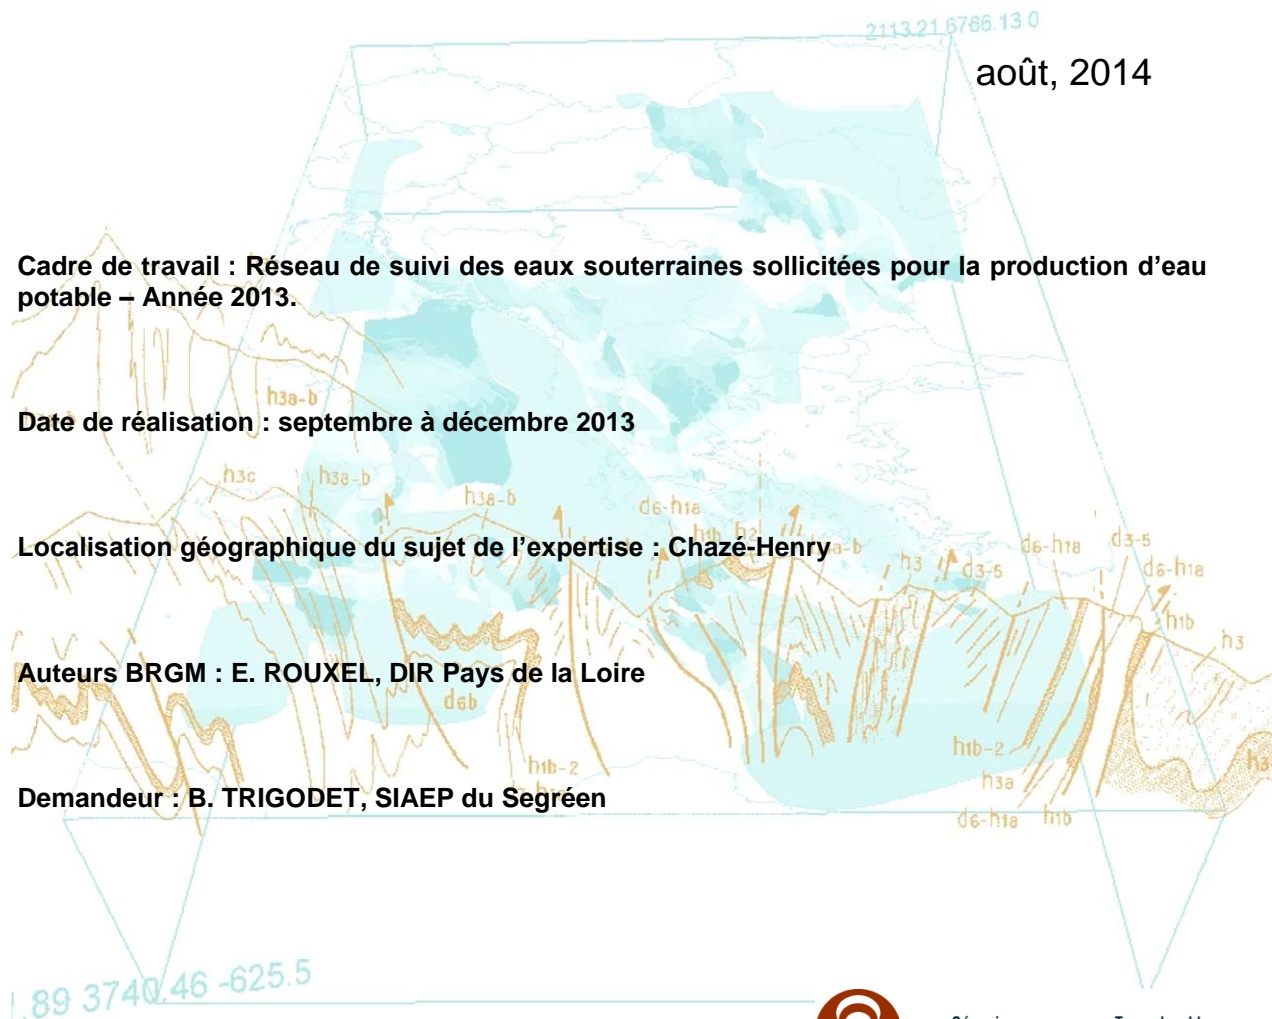 2113.21.6766.13 0
août, 2014
Cadre de travail : Réseau de suivi des eaux souterraines sollicitées pour la production d'eau
potable – Année 2013.
h3a-b
Date de réalisation : septembre à décembre 2013
h3c h3a-b h3a-b d6-h1a
Localisation géographique du sujet de l'expertise : Chazé-Henry
h1b h2 h3 d3-5 d6-h1a d3-5 d6-h1a
h1b h3
Auteurs BRGM : E. ROUXEL, DIR Pays de la Loire
d6b
h1b-2 h1b-2
h3a
Demandeur : B. TRIGODET, SIAEP du Segréen
d6-h1a h1b
.89 3740.46 -625.5